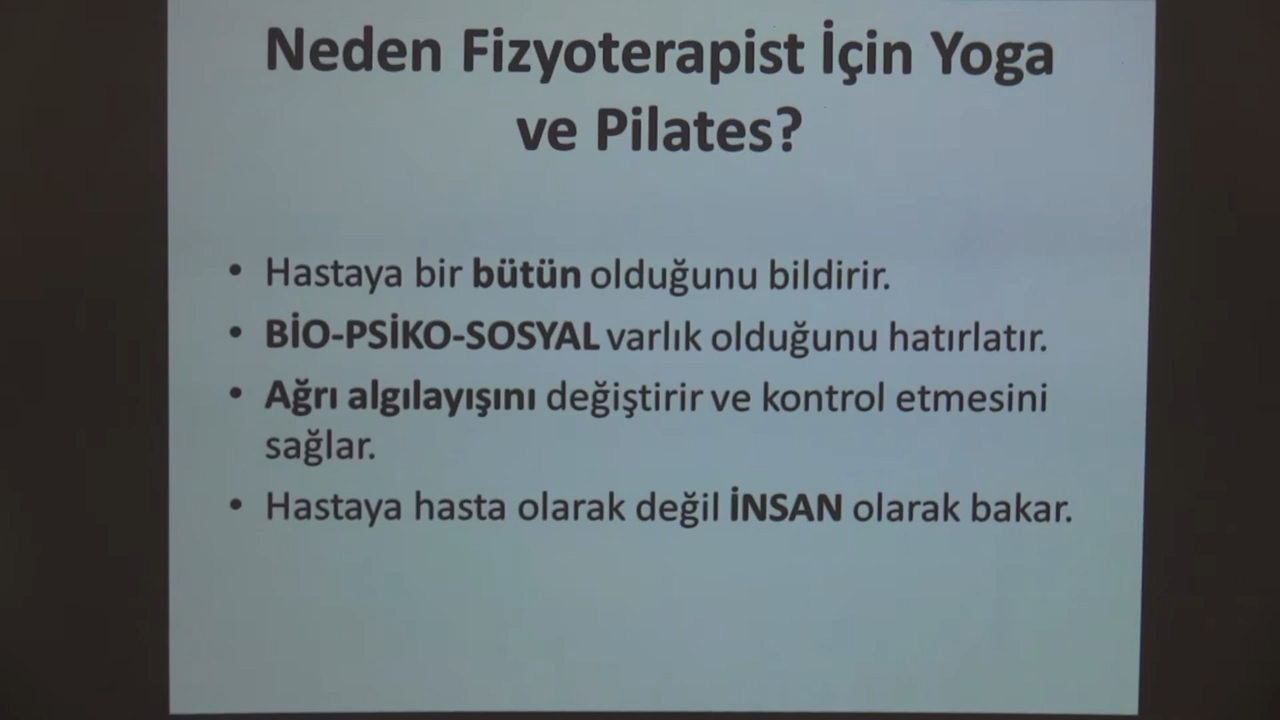 Neden Fizyoterapist İçin Yoga
ve Pilates?
• Hastaya bir bütün olduğunu bildirir.
• BİO-PSİKO-SOSYAL varlık olduğunu hatırlatır.
• Ağrı algılayışını değiştirir ve kontrol etmesini
sağlar.
• Hastaya hasta olarak değil İNSAN olarak bakar.